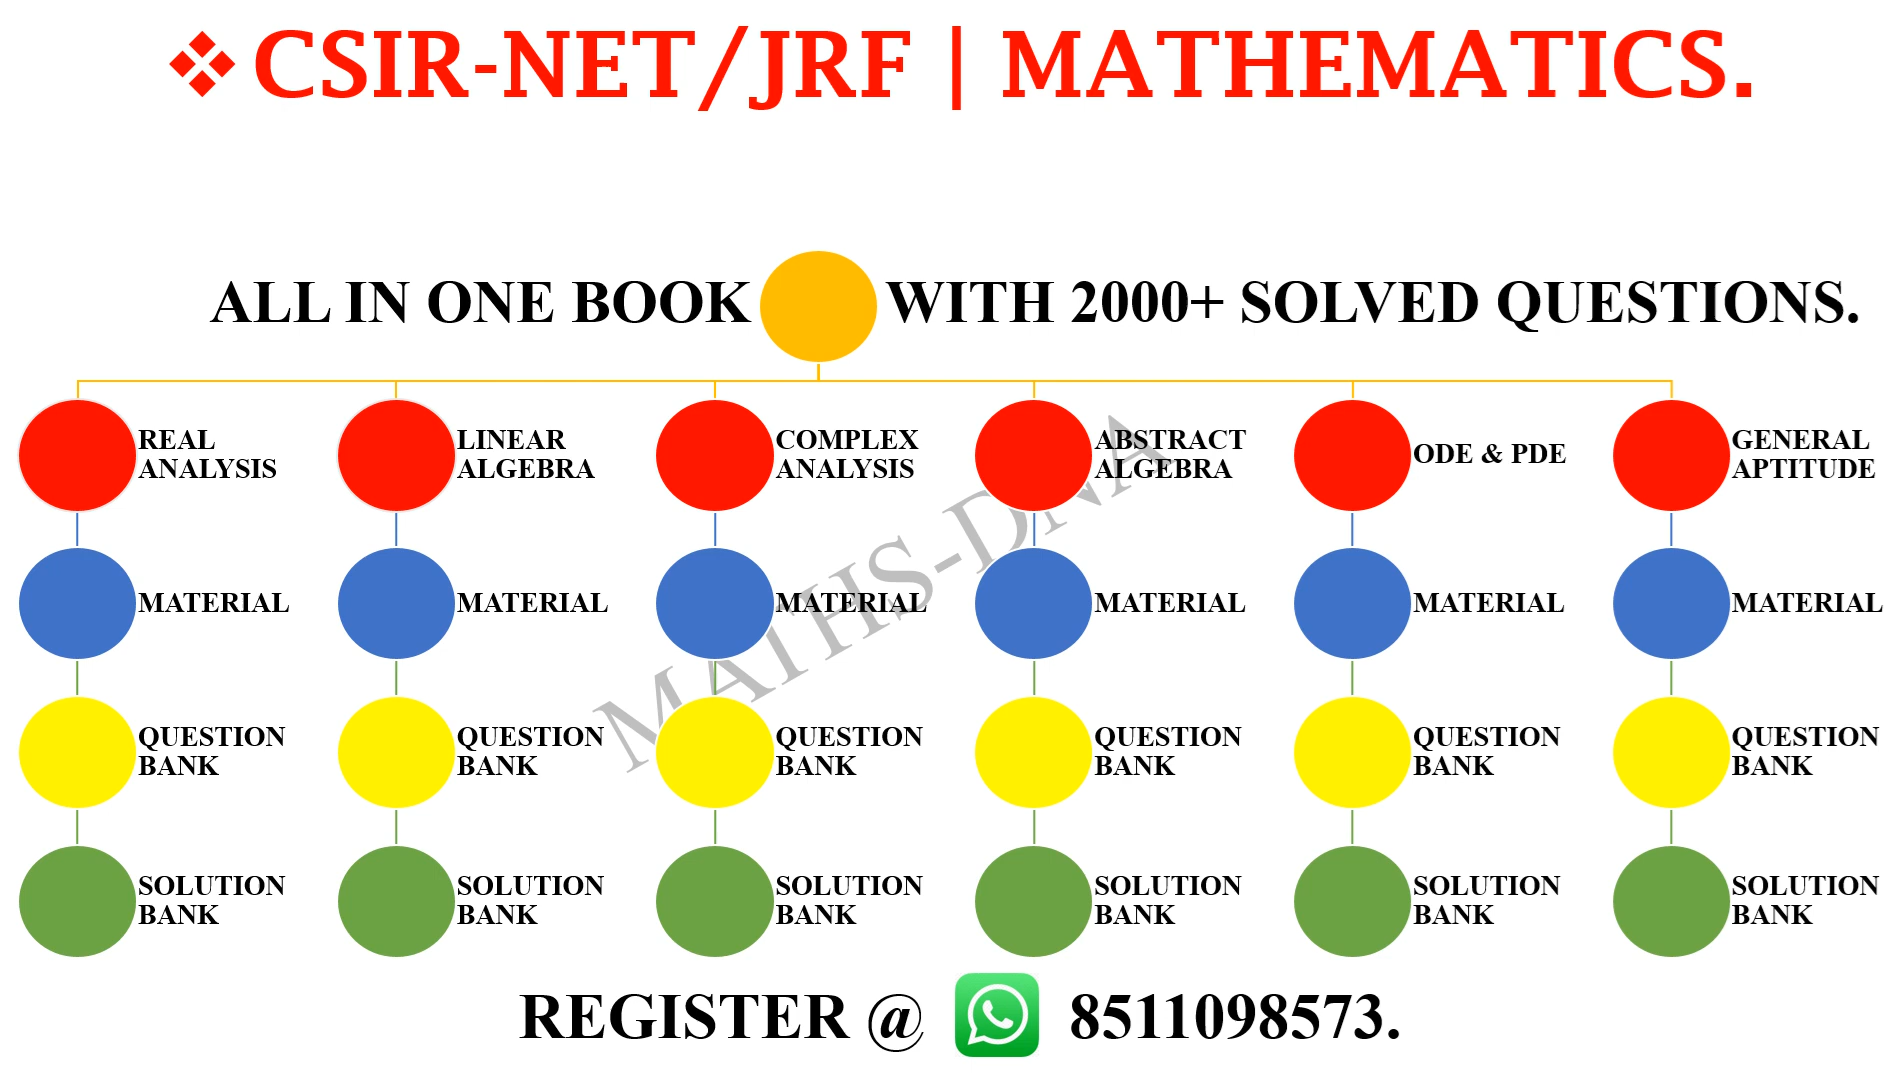 ❖CSIR-NET/JRF | MATHEMATICS.
ALL IN ONE BOOK WITH 2000+ SOLVED QUESTIONS.
REAL
ANALYSIS
LINEAR
ALGEBRA
COMPLEX
ANALYSIS
ABSTRACT
ALGEBRA
ODE & PDE
GENERAL
APTITUDE
MATERIAL
MATERIAL
MATERIAL
MATERIAL
MATERIAL
MATERIAL
QUESTION
BANK
QUESTION
BANK
QUESTION
BANK
QUESTION
BANK
QUESTION
BANK
QUESTION
BANK
SOLUTION
BANK
SOLUTION
BANK
SOLUTION
BANK
SOLUTION
BANK
SOLUTION
BANK
SOLUTION
BANK
MATHS-DNA
REGISTER @ 8511098573.